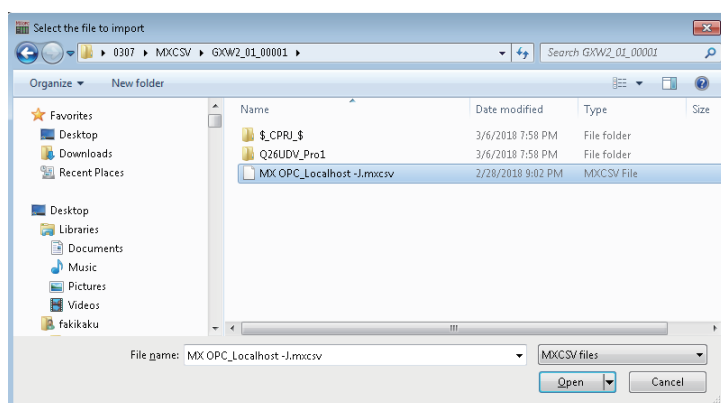 Select the file to import
0307 MXCSV GXW2_01_00001
Search GXW2_01_00001
Organize New folder
Name Date modified Type Size
Favorites
Desktop
Downloads
Recent Places
Desktop
Libraries
Documents
Music
Pictures
Videos
fakikaku
$_CPRJ_$ 3/6/2018 7:58 PM File folder
Q26UDV_Pro1 3/6/2018 7:58 PM File folder
MX OPC_Localhost -J.mxcsv 2/28/2018 9:02 PM MXCSV File
File name: MX OPC_Localhost -J.mxcsv MXCSV files
Open Cancel